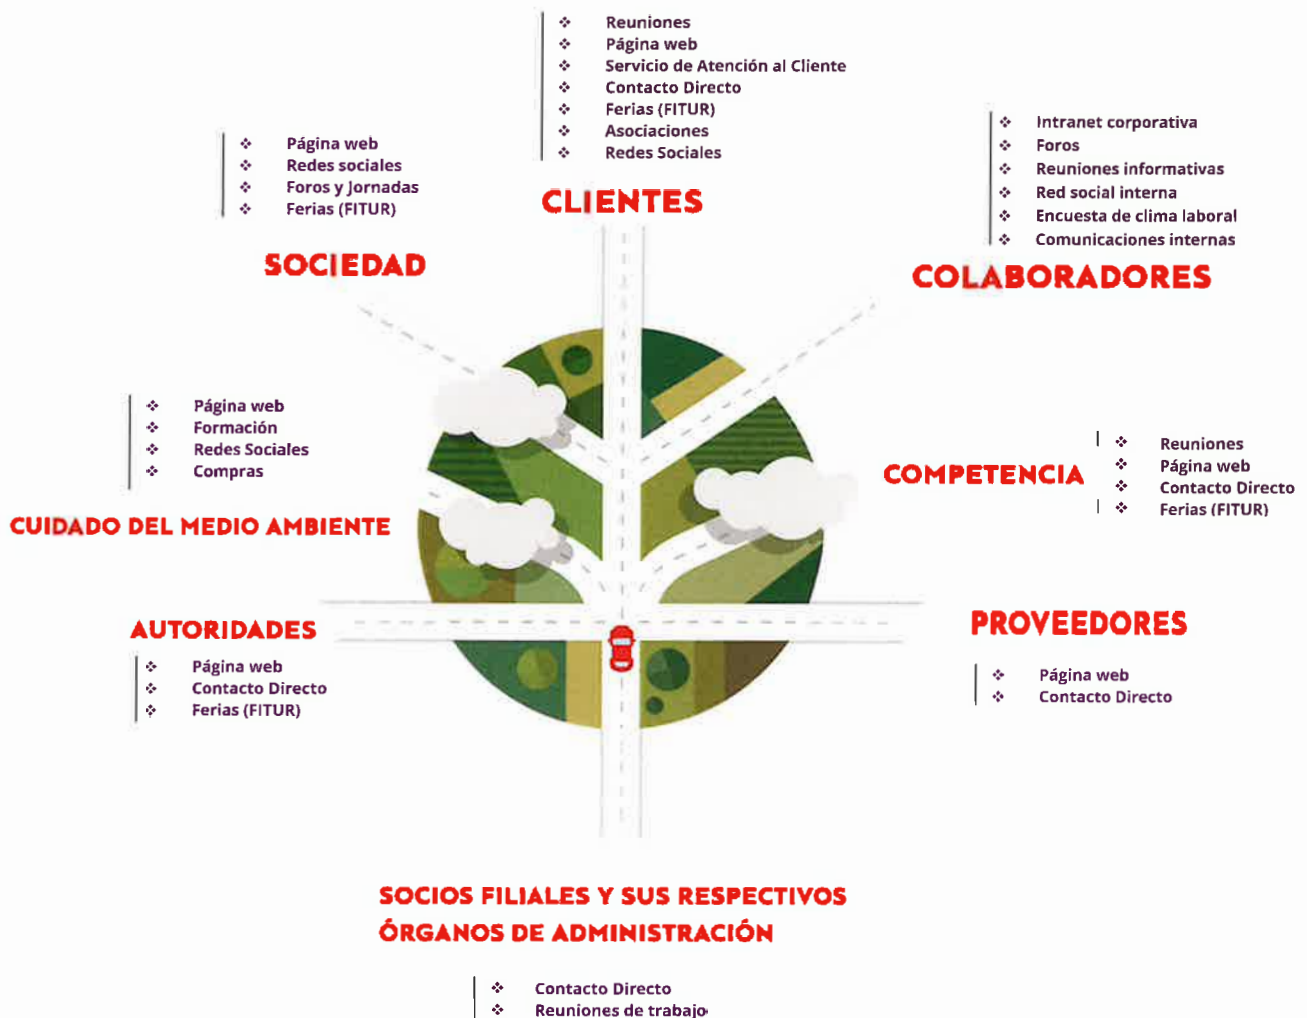 ❖ Reuniones
❖ Página web
❖ Servicio de Atención al Cliente
❖ Contacto Directo
❖ Ferias (FITUR)
❖ Asociaciones
❖ Redes Sociales
CLIENTES
❖ Página web
❖ Redes sociales
❖ Foros y Jornadas
❖ Ferias (FITUR)
SOCIEDAD
❖ Intranet corporativa
❖ Foros
❖ Reuniones informativas
❖ Red social interna
❖ Encuesta de clima laboral
❖ Comunicaciones internas
COLABORADORES
❖ Página web
❖ Formación
❖ Redes Sociales
❖ Compras
CUIDADO DEL MEDIO AMBIENTE
COMPETENCIA
❖ Reuniones
❖ Página web
❖ Contacto Directo
❖ Ferias (FITUR)
AUTORIDADES
❖ Página web
❖ Contacto Directo
❖ Ferias (FITUR)
PROVEEDORES
❖ Página web
❖ Contacto Directo
SOCIOS FILIALES Y SUS RESPECTIVOS
ÓRGANOS DE ADMINISTRACIÓN
❖ Contacto Directo
❖ Reuniones de trabajo